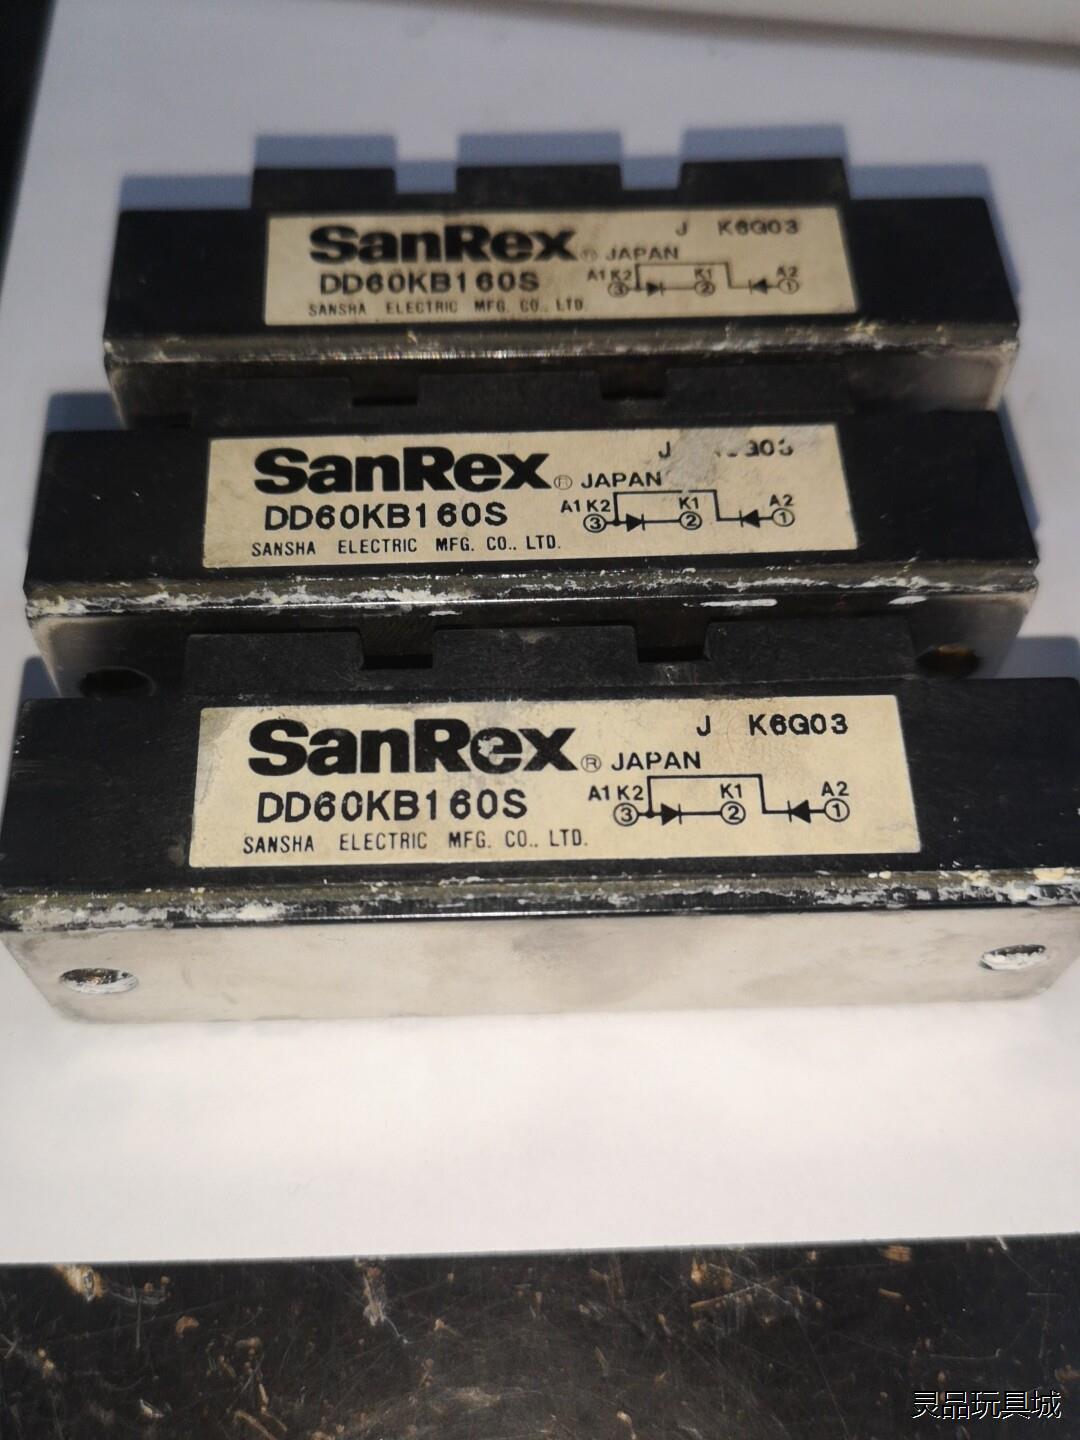 J K6G03
SanRex ® JAPAN
DD60KB160S
A1 K2 K1 A2
3 2 1
SANSHA ELECTRIC MFG. CO., LTD.
J G03
SanRex ® JAPAN
DD60KB160S
A1 K2 K1 A2
3 2 1
SANSHA ELECTRIC MFG. CO., LTD.
J K6G03
SanRex ® JAPAN
DD60KB160S
A1 K2 K1 A2
3 2 1
SANSHA ELECTRIC MFG. CO., LTD.
灵品玩具城